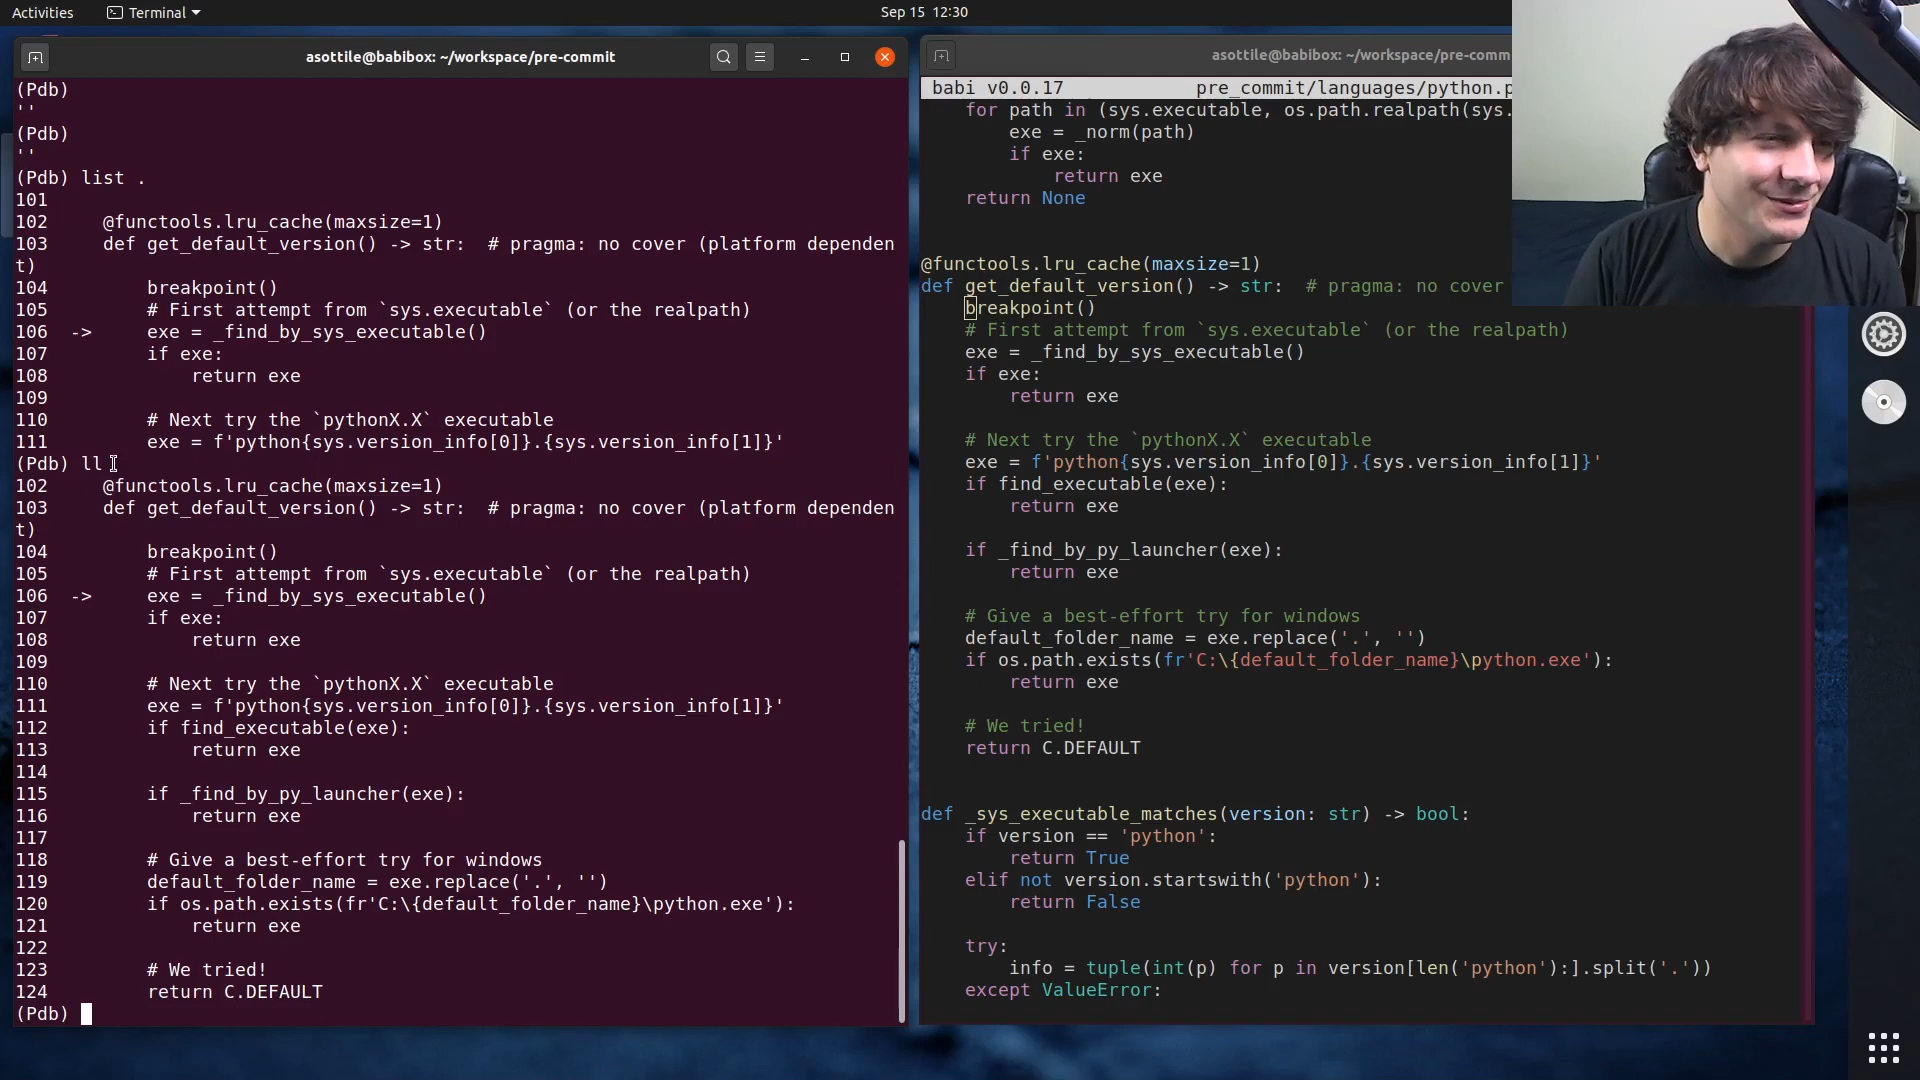 Activities
Terminal
Sep 15 12:30
asottile@babibox: ~/workspace/pre-commit
(Pdb)
''
(Pdb)
''
(Pdb) list .
101
102     @functools.lru_cache(maxsize=1)
103     def get_default_version() -> str:  # pragma: no cover (platform dependen
t)
104         breakpoint()
105         # First attempt from `sys.executable` (or the realpath)
106  ->     exe = _find_by_sys_executable()
107         if exe:
108             return exe
109
110         # Next try the `pythonX.X` executable
111         exe = f'python{sys.version_info[0]}.{sys.version_info[1]}'
(Pdb) ll
102     @functools.lru_cache(maxsize=1)
103     def get_default_version() -> str:  # pragma: no cover (platform dependen
t)
104         breakpoint()
105         # First attempt from `sys.executable` (or the realpath)
106  ->     exe = _find_by_sys_executable()
107         if exe:
108             return exe
109
110         # Next try the `pythonX.X` executable
111         exe = f'python{sys.version_info[0]}.{sys.version_info[1]}'
112         if find_executable(exe):
113             return exe
114
115         if _find_by_py_launcher(exe):
116             return exe
117
118         # Give a best-effort try for windows
119         default_folder_name = exe.replace('.', '')
120         if os.path.exists(fr'C:\{default_folder_name}\python.exe'):
121             return exe
122
123         # We tried!
124         return C.DEFAULT
(Pdb)
asottile@babibox: ~/workspace/pre-comm
babi v0.0.17    pre_commit/languages/python.p
    for path in (sys.executable, os.path.realpath(sys.
        exe = _norm(path)
        if exe:
            return exe
    return None
@functools.lru_cache(maxsize=1)
def get_default_version() -> str:  # pragma: no cover
    breakpoint()
    # First attempt from `sys.executable` (or the realpath)
    exe = _find_by_sys_executable()
    if exe:
        return exe
    # Next try the `pythonX.X` executable
    exe = f'python{sys.version_info[0]}.{sys.version_info[1]}'
    if find_executable(exe):
        return exe
    if _find_by_py_launcher(exe):
        return exe
    # Give a best-effort try for windows
    default_folder_name = exe.replace('.', '')
    if os.path.exists(fr'C:\{default_folder_name}\python.exe'):
        return exe
    # We tried!
    return C.DEFAULT
def _sys_executable_matches(version: str) -> bool:
    if version == 'python':
        return True
    elif not version.startswith('python'):
        return False
    try:
        info = tuple(int(p) for p in version[len('python'):].split('.'))
    except ValueError: